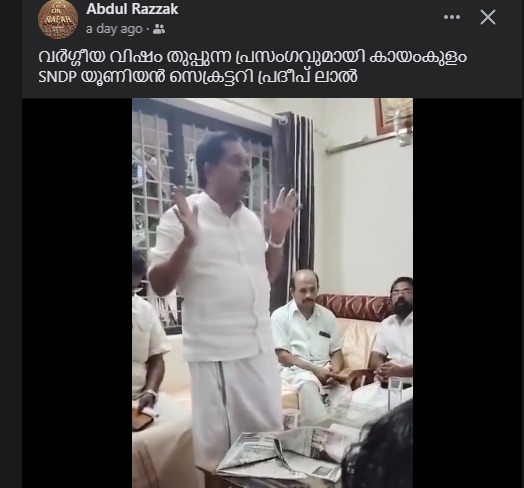 Abdul Razzak
a day ago ·
വർഗ്ഗീയ വിഷം തുപ്പുന്ന പ്രസംഗവുമായി കായംകുളം
SNDP യൂണിയൻ സെക്രട്ടറി പ്രദീപ് ലാൽ